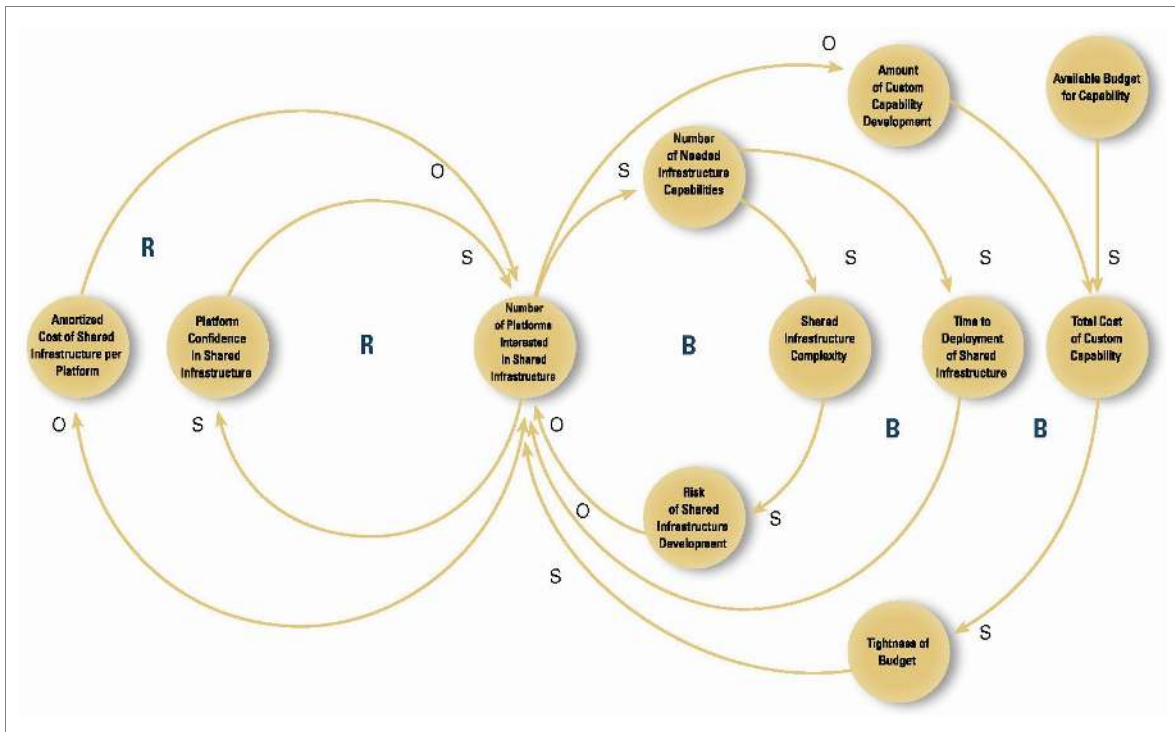 O
Amount
of Custom
Capability
Development
Available Budget
for Capability
Number
of Needed
Infrastructure
Capabilities
O
S
R
S
S
S
S
Amortized
Cost of Shared
Infrastructure per
Platform
Platform
Confidence
in Shared
Infrastructure
R
Number
of Platforms
Interested
in Shared
Infrastructure
B
Shared
Infrastructure
Complexity
Time to
Deployment
of Shared
Infrastructure
Total Cost
of Custom
Capability
O
S
O
B
B
Risk
of Shared
Infrastructure
Development
O
S
S
S
Tightness of
Budget